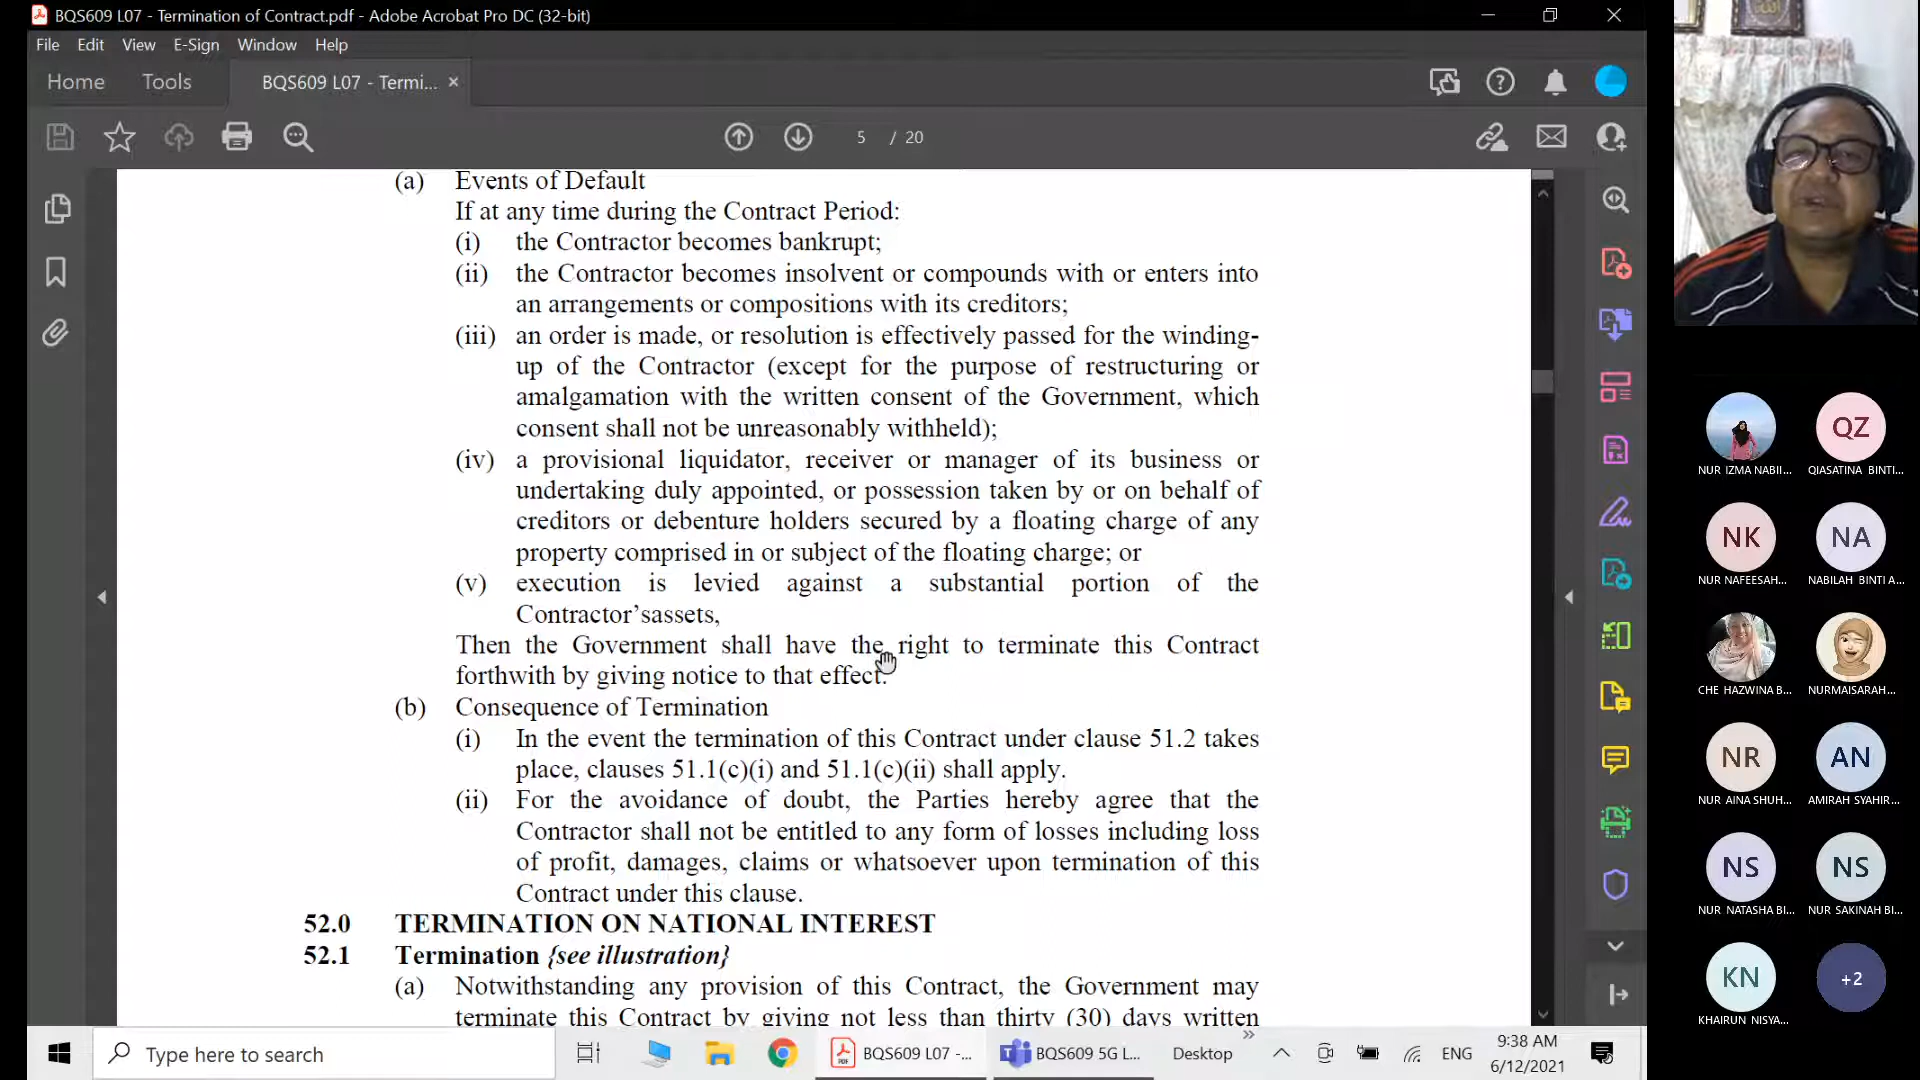 BQS609 L07 - Termination of Contract.pdf - Adobe Acrobat Pro DC (32-bit)
File Edit View E-Sign Window Help
Home Tools BQS609 L07 - Termi... ×
5 / 20
(a) Events of Default
If at any time during the Contract Period:
(i) the Contractor becomes bankrupt;
(ii) the Contractor becomes insolvent or compounds with or enters into
an arrangements or compositions with its creditors;
(iii) an order is made, or resolution is effectively passed for the winding-
up of the Contractor (except for the purpose of restructuring or
amalgamation with the written consent of the Government, which
consent shall not be unreasonably withheld);
(iv) a provisional liquidator, receiver or manager of its business or
undertaking duly appointed, or possession taken by or on behalf of
creditors or debenture holders secured by a floating charge of any
property comprised in or subject of the floating charge; or
(v) execution is levied against a substantial portion of the
Contractor'sassets,
Then the Government shall have the right to terminate this Contract
forthwith by giving notice to that effect.
(b) Consequence of Termination
(i) In the event the termination of this Contract under clause 51.2 takes
place, clauses 51.1(c)(i) and 51.1(c)(ii) shall apply.
(ii) For the avoidance of doubt, the Parties hereby agree that the
Contractor shall not be entitled to any form of losses including loss
of profit, damages, claims or whatsoever upon termination of this
Contract under this clause.
52.0 TERMINATION ON NATIONAL INTEREST
52.1 Termination {see illustration}
(a) Notwithstanding any provision of this Contract, the Government may
terminate this Contract by giving not less than thirty (30) days written
QZ
NUR IZMA NABII... QIASATINA BINTI...
NK NA
NUR NAFEESAH... NABILAH BINTI A...
CHE HAZWINA B... NURMAISARAH...
NR AN
NUR AINA SHUH... AMIRAH SYAHIR...
NS NS
NUR NATASHA BI... NUR SAKINAH BI...
KN +2
KHAIRUN NISYA...
Type here to search
BQS609 L07 -...
BQS609 5G L...
Desktop
ENG
9:38 AM
6/12/2021